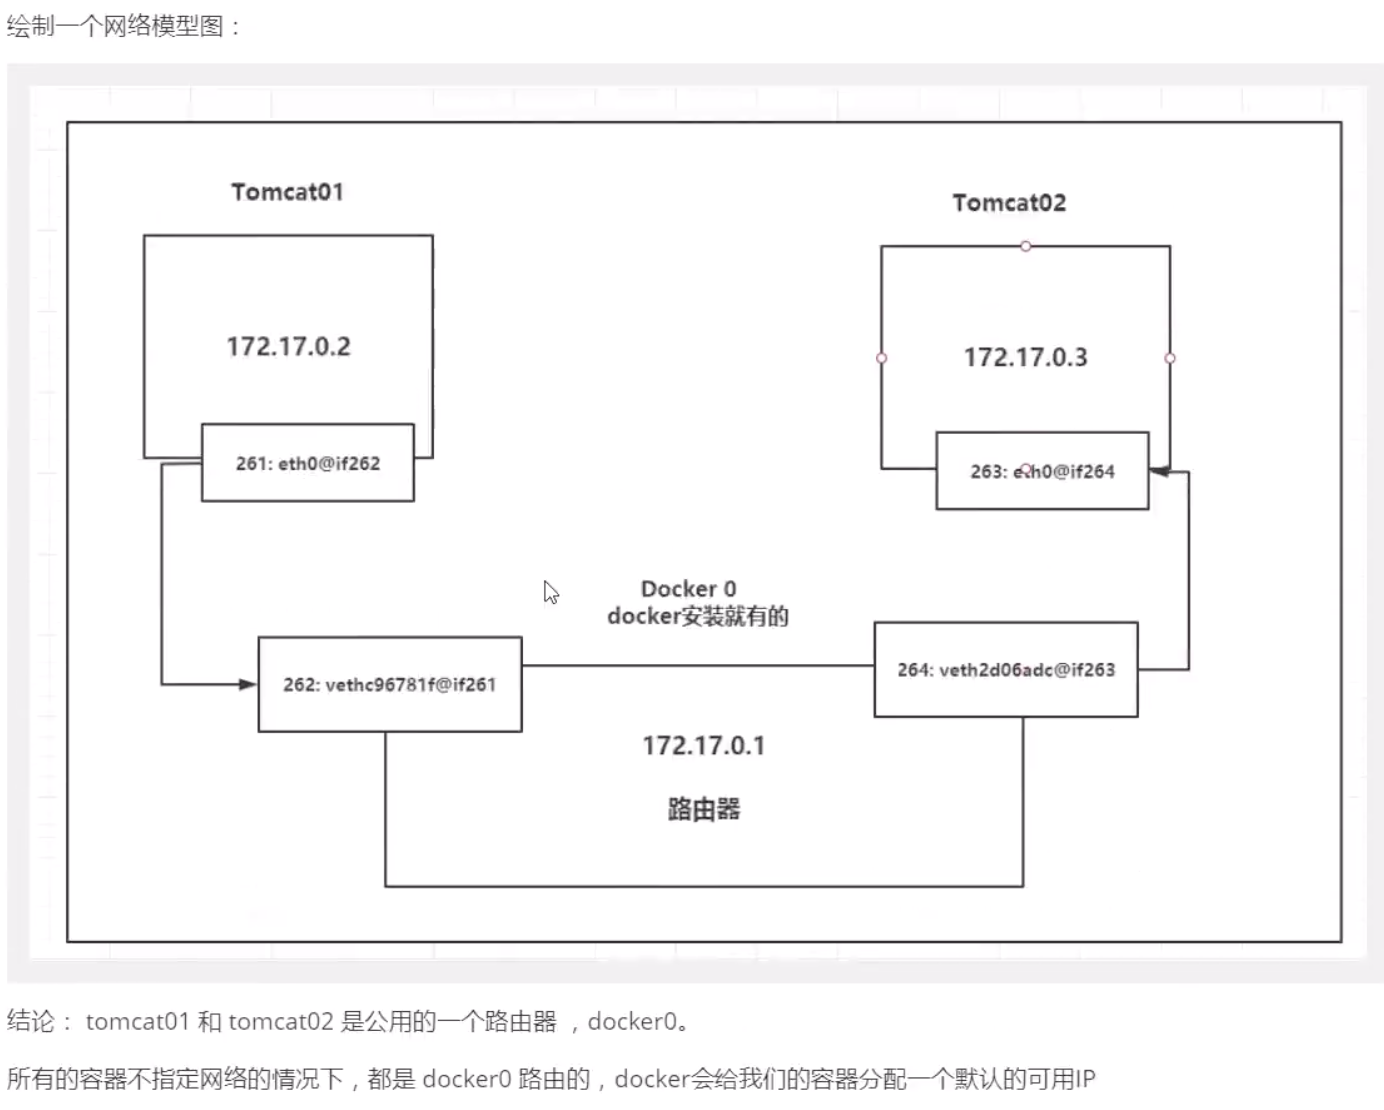 绘制一个网络模型图：
Tomcat01
Tomcat02
172.17.0.2
172.17.0.3
261: eth0@if262
263: eth0@if264
Docker 0
docker安装就有的
262: vethc96781f@if261
264: veth2d06adc@if263
172.17.0.1
路由器
结论： tomcat01 和 tomcat02 是公用的一个路由器 ，docker0。
所有的容器不指定网络的情况下，都是 docker0 路由的，docker会给我们的容器分配一个默认的可用IP